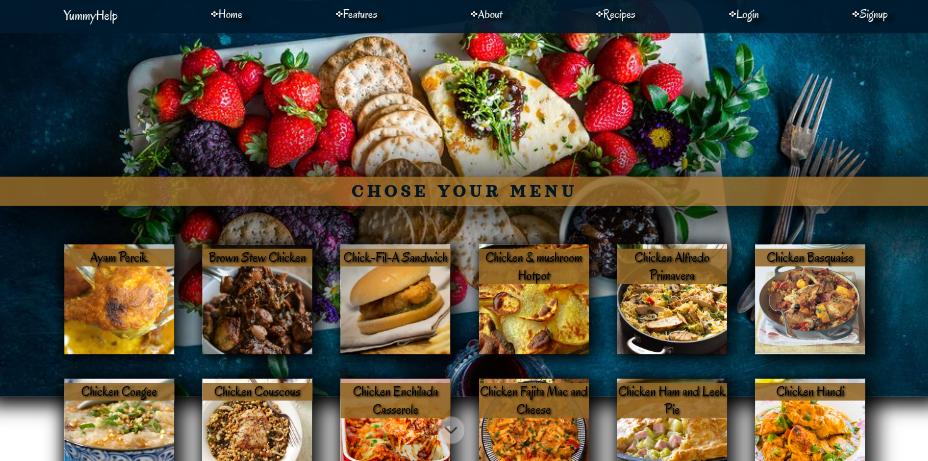 YummyHelp
❖Home
❖Features
❖About
❖Recipes
❖Login
❖Signup
CHOSE YOUR MENU
Ayam Percik
Brown Stew Chicken
Chick-Fil-A Sandwich
Chicken & mushroom
Hotpot
Chicken Alfredo
Primavera
Chicken Basquaise
Chicken Congee
Chicken Couscous
Chicken Enchilada
Casserole
Chicken Fajita Mac and
Cheese
Chicken Ham and Leek
Pie
Chicken Handi